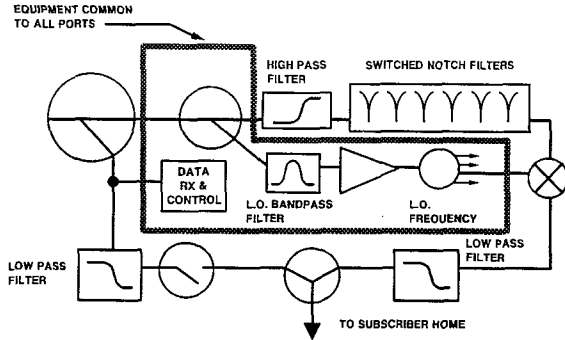 EQUIPMENT COMMON
TO ALL PORTS
HIGH PASS
FILTER
SWITCHED NOTCH FILTERS
DATA
RX &
CONTROL
L.O. BANDPASS
FILTER
L.O.
FREQUENCY
LOW PASS
FILTER
LOW PASS
FILTER
TO SUBSCRIBER HOME